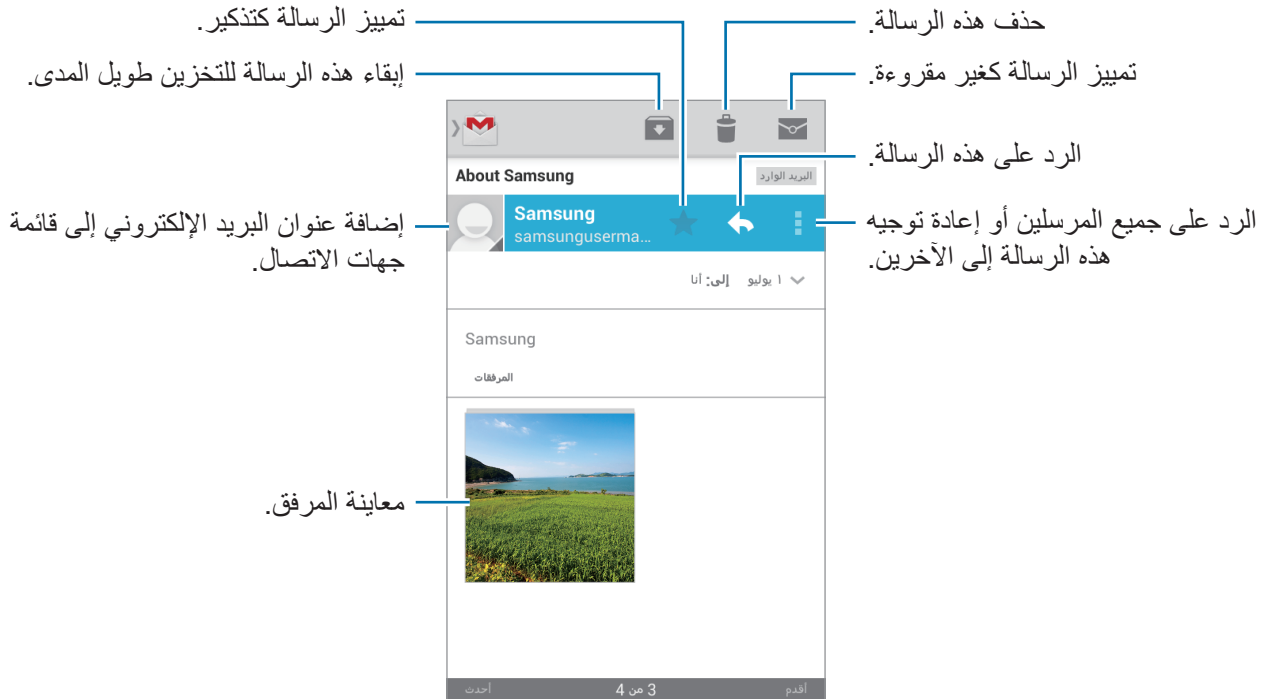 حذف هذه الرسالة.
تمييز الرسالة كتذكير.
تمييز الرسالة كغير مقروءة.
إبقاء هذه الرسالة للتخزين طويل المدى.
الرد على هذه الرسالة.
About Samsung
البريد الوارد
الرد على جميع المرسلين أو إعادة توجيه
هذه الرسالة إلى الآخرين.
Samsung
samsunguserma...
إضافة عنوان البريد الإلكتروني إلى قائمة
جهات الاتصال.
١ يوليو إلى: أنا
Samsung
المرفقات
معاينة المرفق.
أقدم
3 من 4
أحدث